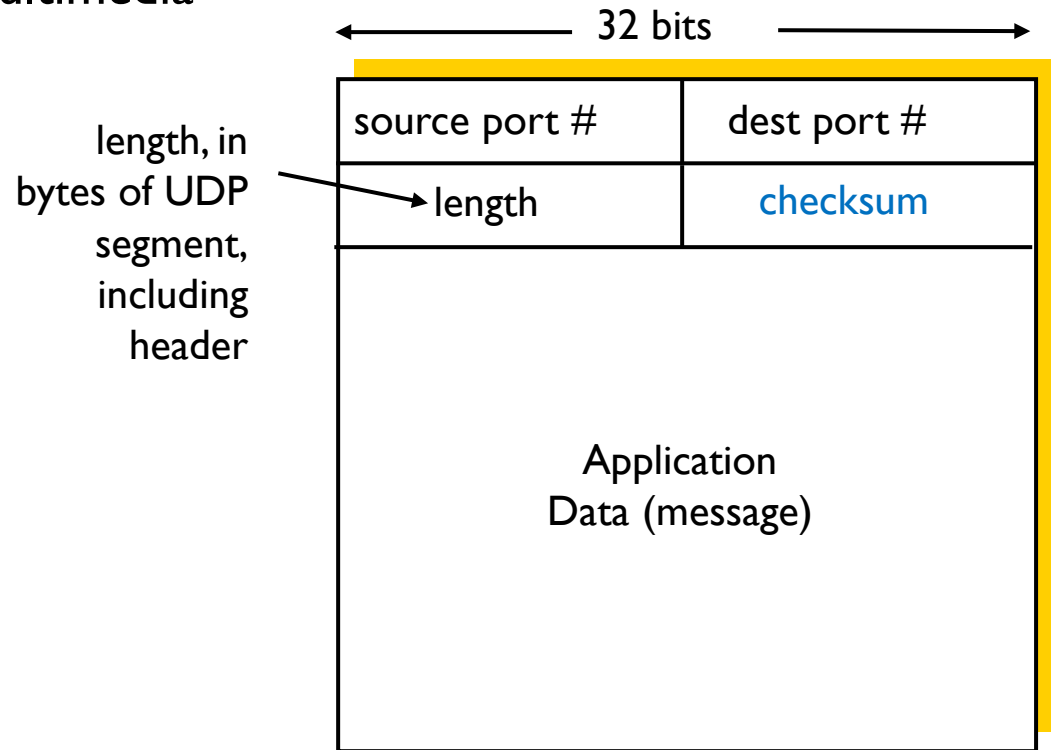 32 bits
source port #
dest port #
length, in
bytes of UDP
segment,
including
header
length
checksum
Application
Data (message)